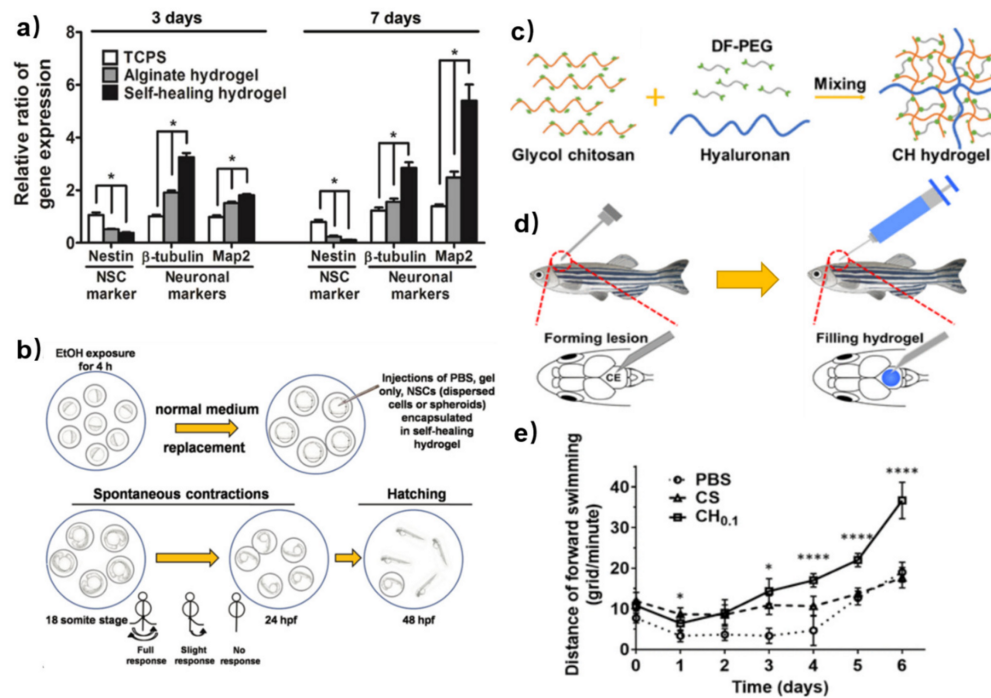 a)
3 days
7 days
8
6
4
2
0
Relative ratio of
gene expression
TCPS
Alginate hydrogel
Self-healing hydrogel
*
*
*
*
*
*
Nestin
β-tubulin
Map2
Nestin
β-tubulin
Map2
NSC
marker
Neuronal
markers
NSC
marker
Neuronal
markers
b)
EtOH exposure
for 4 h
normal medium
replacement
Injections of PBS, gel
only, NSCs (dispersed
cells or spheroids)
encapsulated
in self-healing
hydrogel
Spontaneous contractions
Hatching
18 somite stage
24 hpf
48 hpf
Full
response
Slight
response
No
response
c)
DF-PEG
+
Mixing
Glycol chitosan
Hyaluronan
CH hydrogel
d)
Forming lesion
Filling hydrogel
CE
e)
Distance of forward swimming
(grid/minute)
40
30
20
10
0
PBS
CS
CH0.1
*
*
****
****
****
0
1
2
3
4
5
6
Time (days)